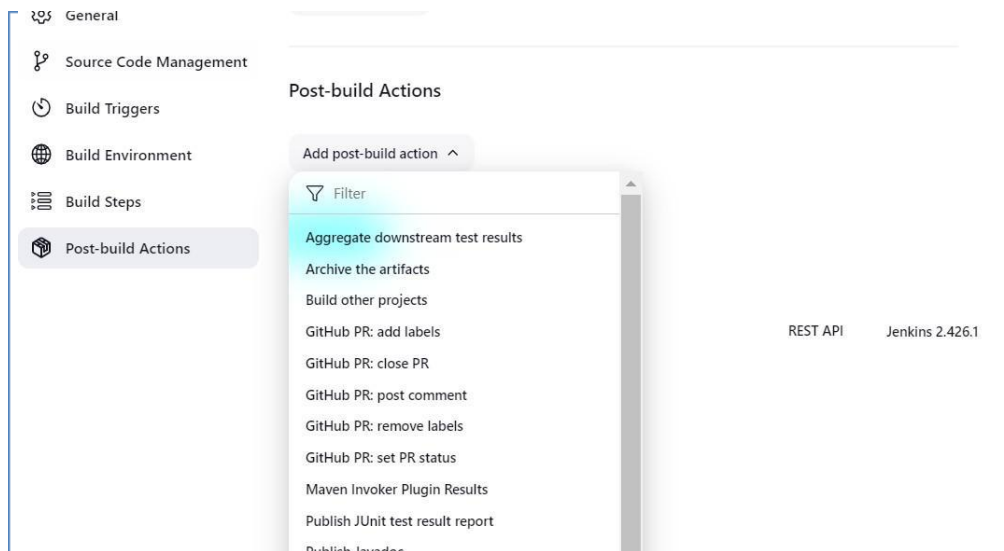 General
Source Code Management
Build Triggers
Build Environment
Build Steps
Post-build Actions
Post-build Actions
Add post-build action
Filter
Aggregate downstream test results
Archive the artifacts
Build other projects
GitHub PR: add labels
GitHub PR: close PR
GitHub PR: post comment
GitHub PR: remove labels
GitHub PR: set PR status
Maven Invoker Plugin Results
Publish JUnit test result report
Publish Javadoc
REST API Jenkins 2.426.1